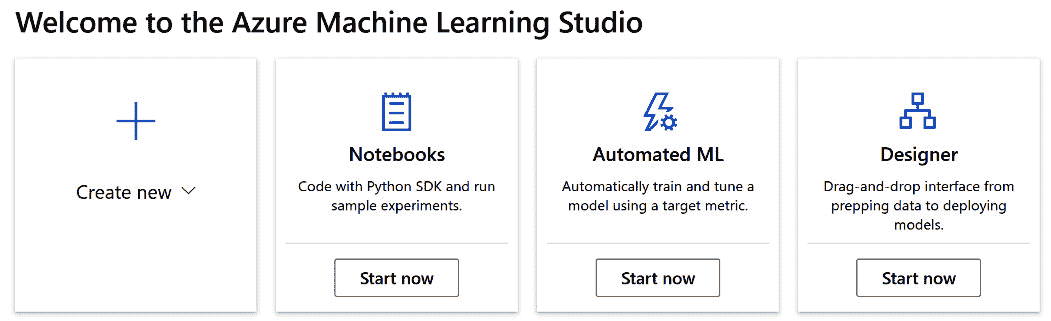 Welcome to the Azure Machine Learning Studio
Create new
Notebooks
Code with Python SDK and run
sample experiments.
Start now
Automated ML
Automatically train and tune a
model using a target metric.
Start now
Designer
Drag-and-drop interface from
prepping data to deploying
models.
Start now